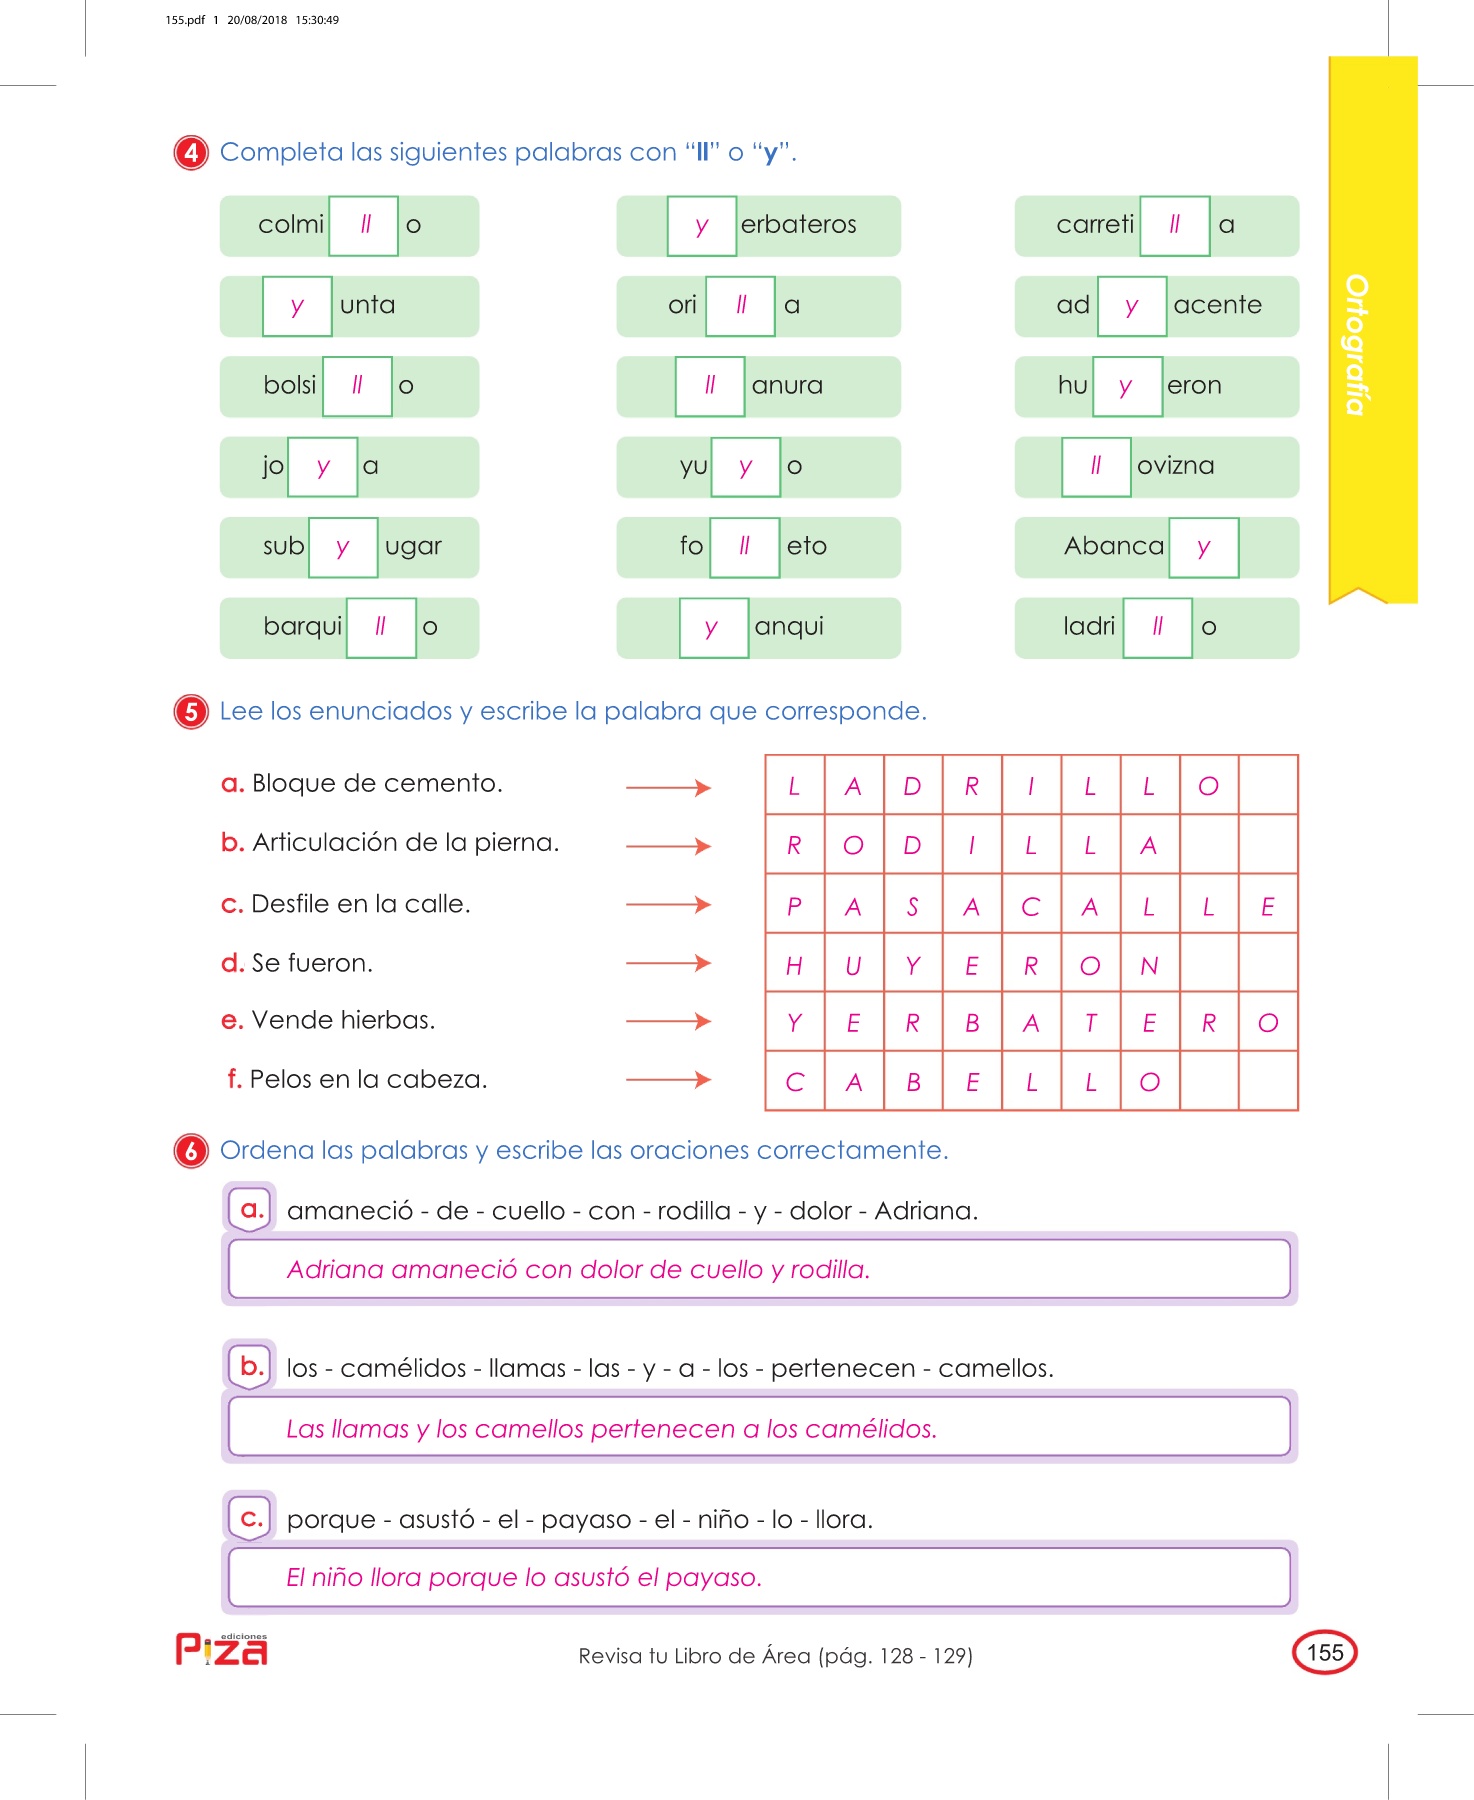 155.pdf 1 20/08/2018 15:30:49
Ortografía
4 Completa las siguientes palabras con “ll” o “y”.
colmi ll o y erbateros carreti ll a
y unta ori ll a ad y acente
bolsi ll o ll anura hu y eron
jo y a yu y o ll ovizna
sub y ugar fo ll eto Abanca y
barqui ll o y anqui ladri ll o
5 Lee los enunciados y escribe la palabra que corresponde.
a. Bloque de cemento. L A D R I L L O
b. Articulación de la pierna. R O D I L L A
c. Desfile en la calle. P A S A C A L L E
d. Se fueron. H U Y E R O N
e. Vende hierbas. Y E R B A T E R O
f. Pelos en la cabeza. C A B E L L O
6 Ordena las palabras y escribe las oraciones correctamente.
a. amaneció - de - cuello - con - rodilla - y - dolor - Adriana.
Adriana amaneció con dolor de cuello y rodilla.
b. los - camélidos - llamas - las - y - a - los - pertenecen - camellos.
Las llamas y los camellos pertenecen a los camélidos.
c. porque - asustó - el - payaso - el - niño - lo - llora.
El niño llora porque lo asustó el payaso.
ediciones
Piza
Revisa tu Libro de Área (pág. 128 - 129)
155